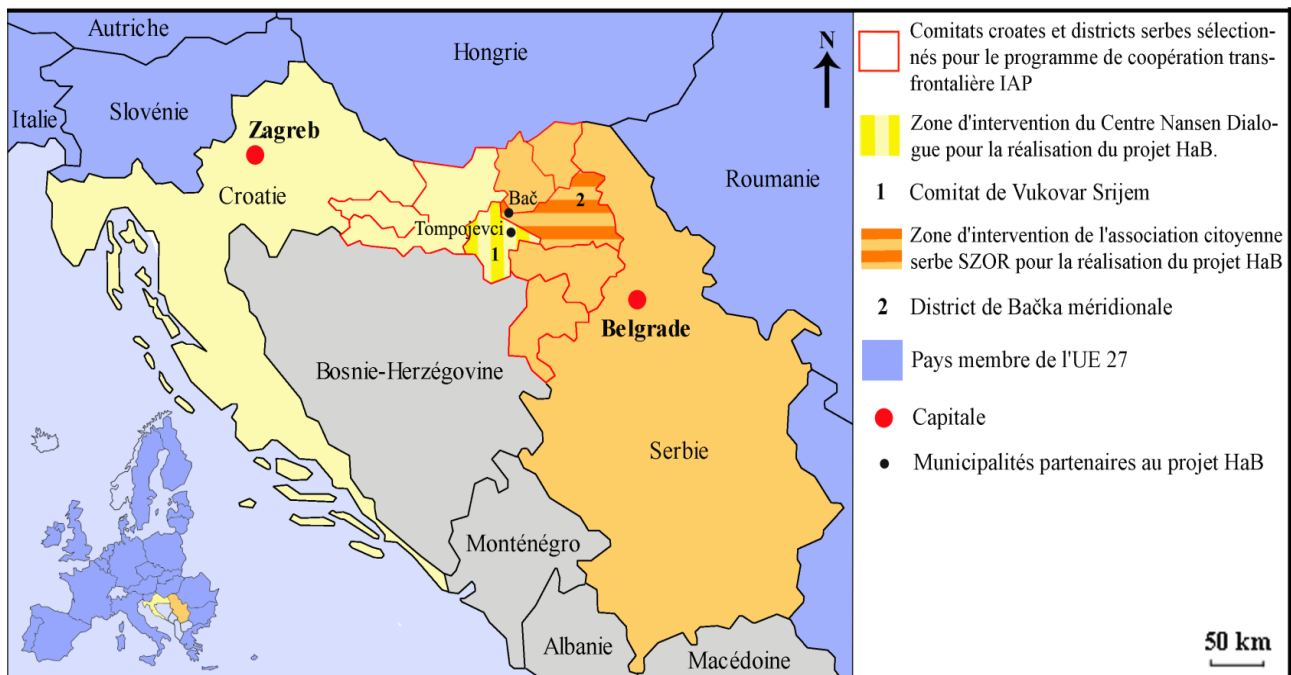 Autriche
Hongrie
Slovénie
Italie
Zagreb
Croatie
Roumanie
Bač
2
Tompojevci
1
Belgrade
Bosnie-Herzégovine
Serbie
Monténégro
Albanie
Macédoine
N
Comitats croates et districts serbes sélection-
nés pour le programme de coopération trans-
frontalière IAP
Zone d'intervention du Centre Nansen Dialo-
gue pour la réalisation du projet HaB.
1 Comitat de Vukovar Srijem
Zone d'intervention de l'association citoyenne
serbe SZOR pour la réalisation du projet HaB
2 District de Bačka méridionale
Pays membre de l'UE 27
Capitale
Municipalités partenaires au projet HaB
50 km